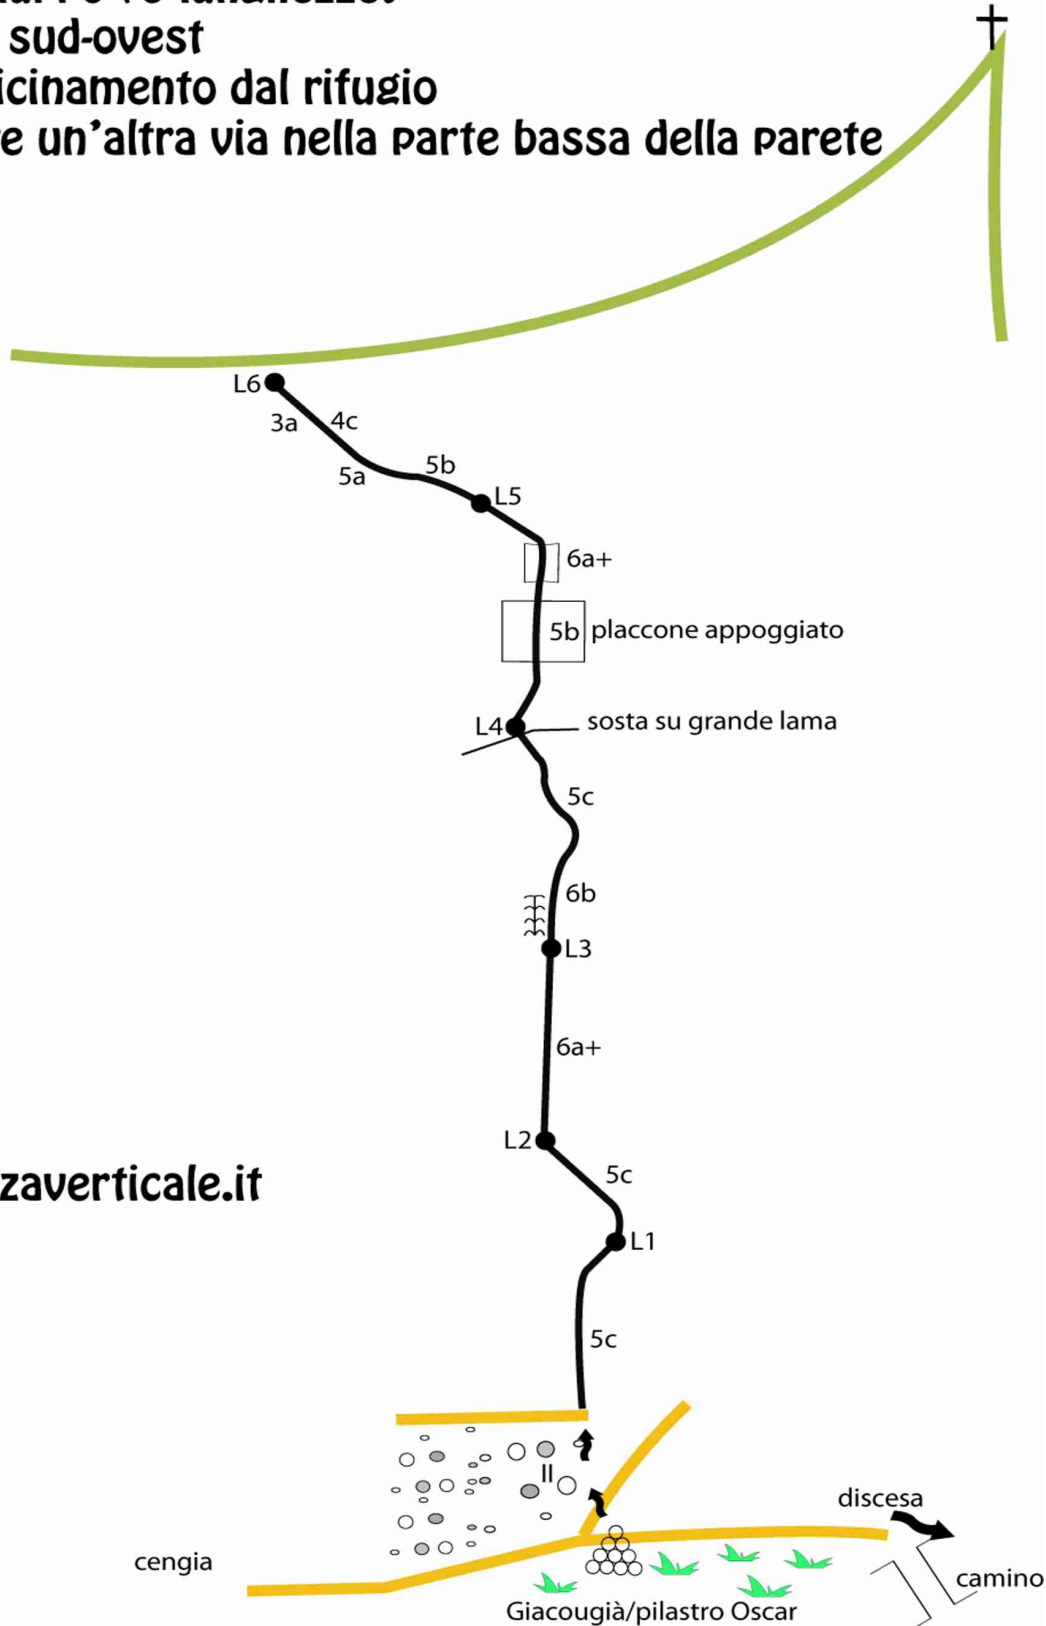 sud-ovest
icinamento dal rifugio
e un'altra via nella parte bassa della parete
L6
3a
4c
5a
5b
L5
6a+
5b placcone appoggiato
L4
sosta su grande lama
5c
6b
L3
6a+
L2
5c
zaverticale.it
L1
5c
II
discesa
cengia
camino
Giacougià/pilastro Oscar